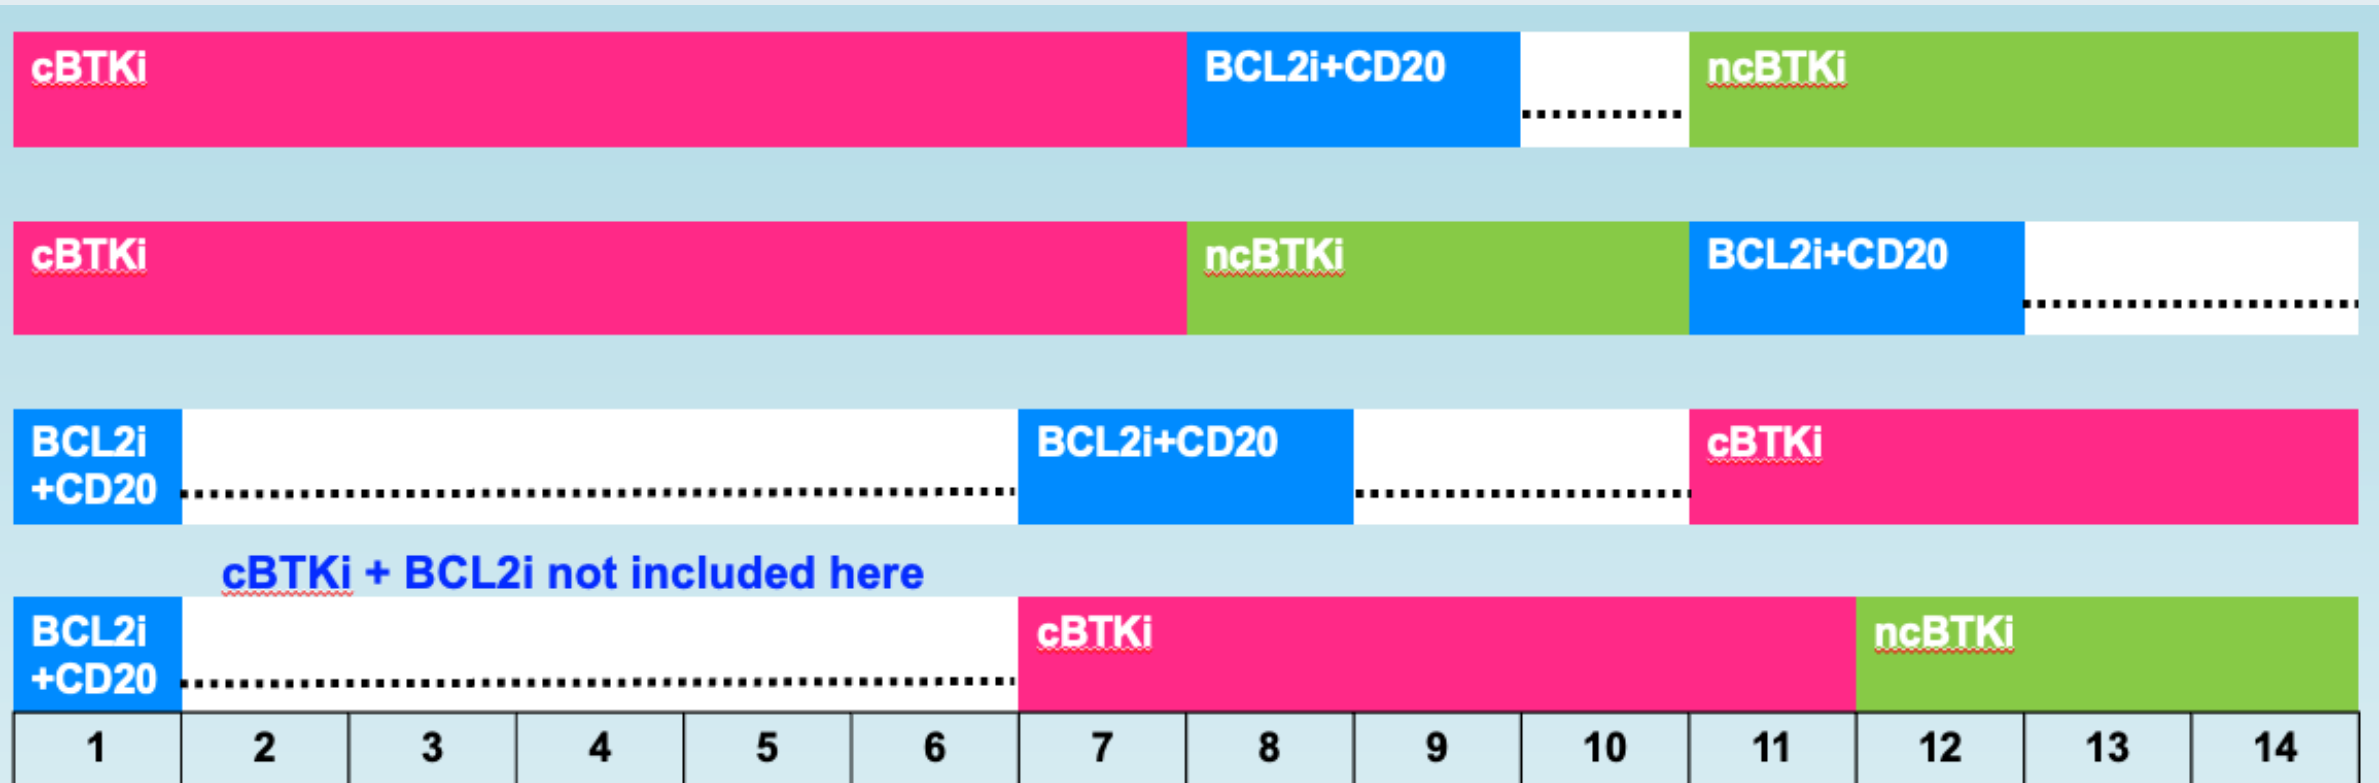 cBTKi
BCL2i+CD20
ncBTKi
cBTKi
ncBTKi
BCL2i+CD20
BCL2i
+CD20
BCL2i+CD20
cBTKi
cBTKi + BCL2i not included here
BCL2i
+CD20
cBTKi
ncBTKi
1 2 3 4 5 6 7 8 9 10 11 12 13 14